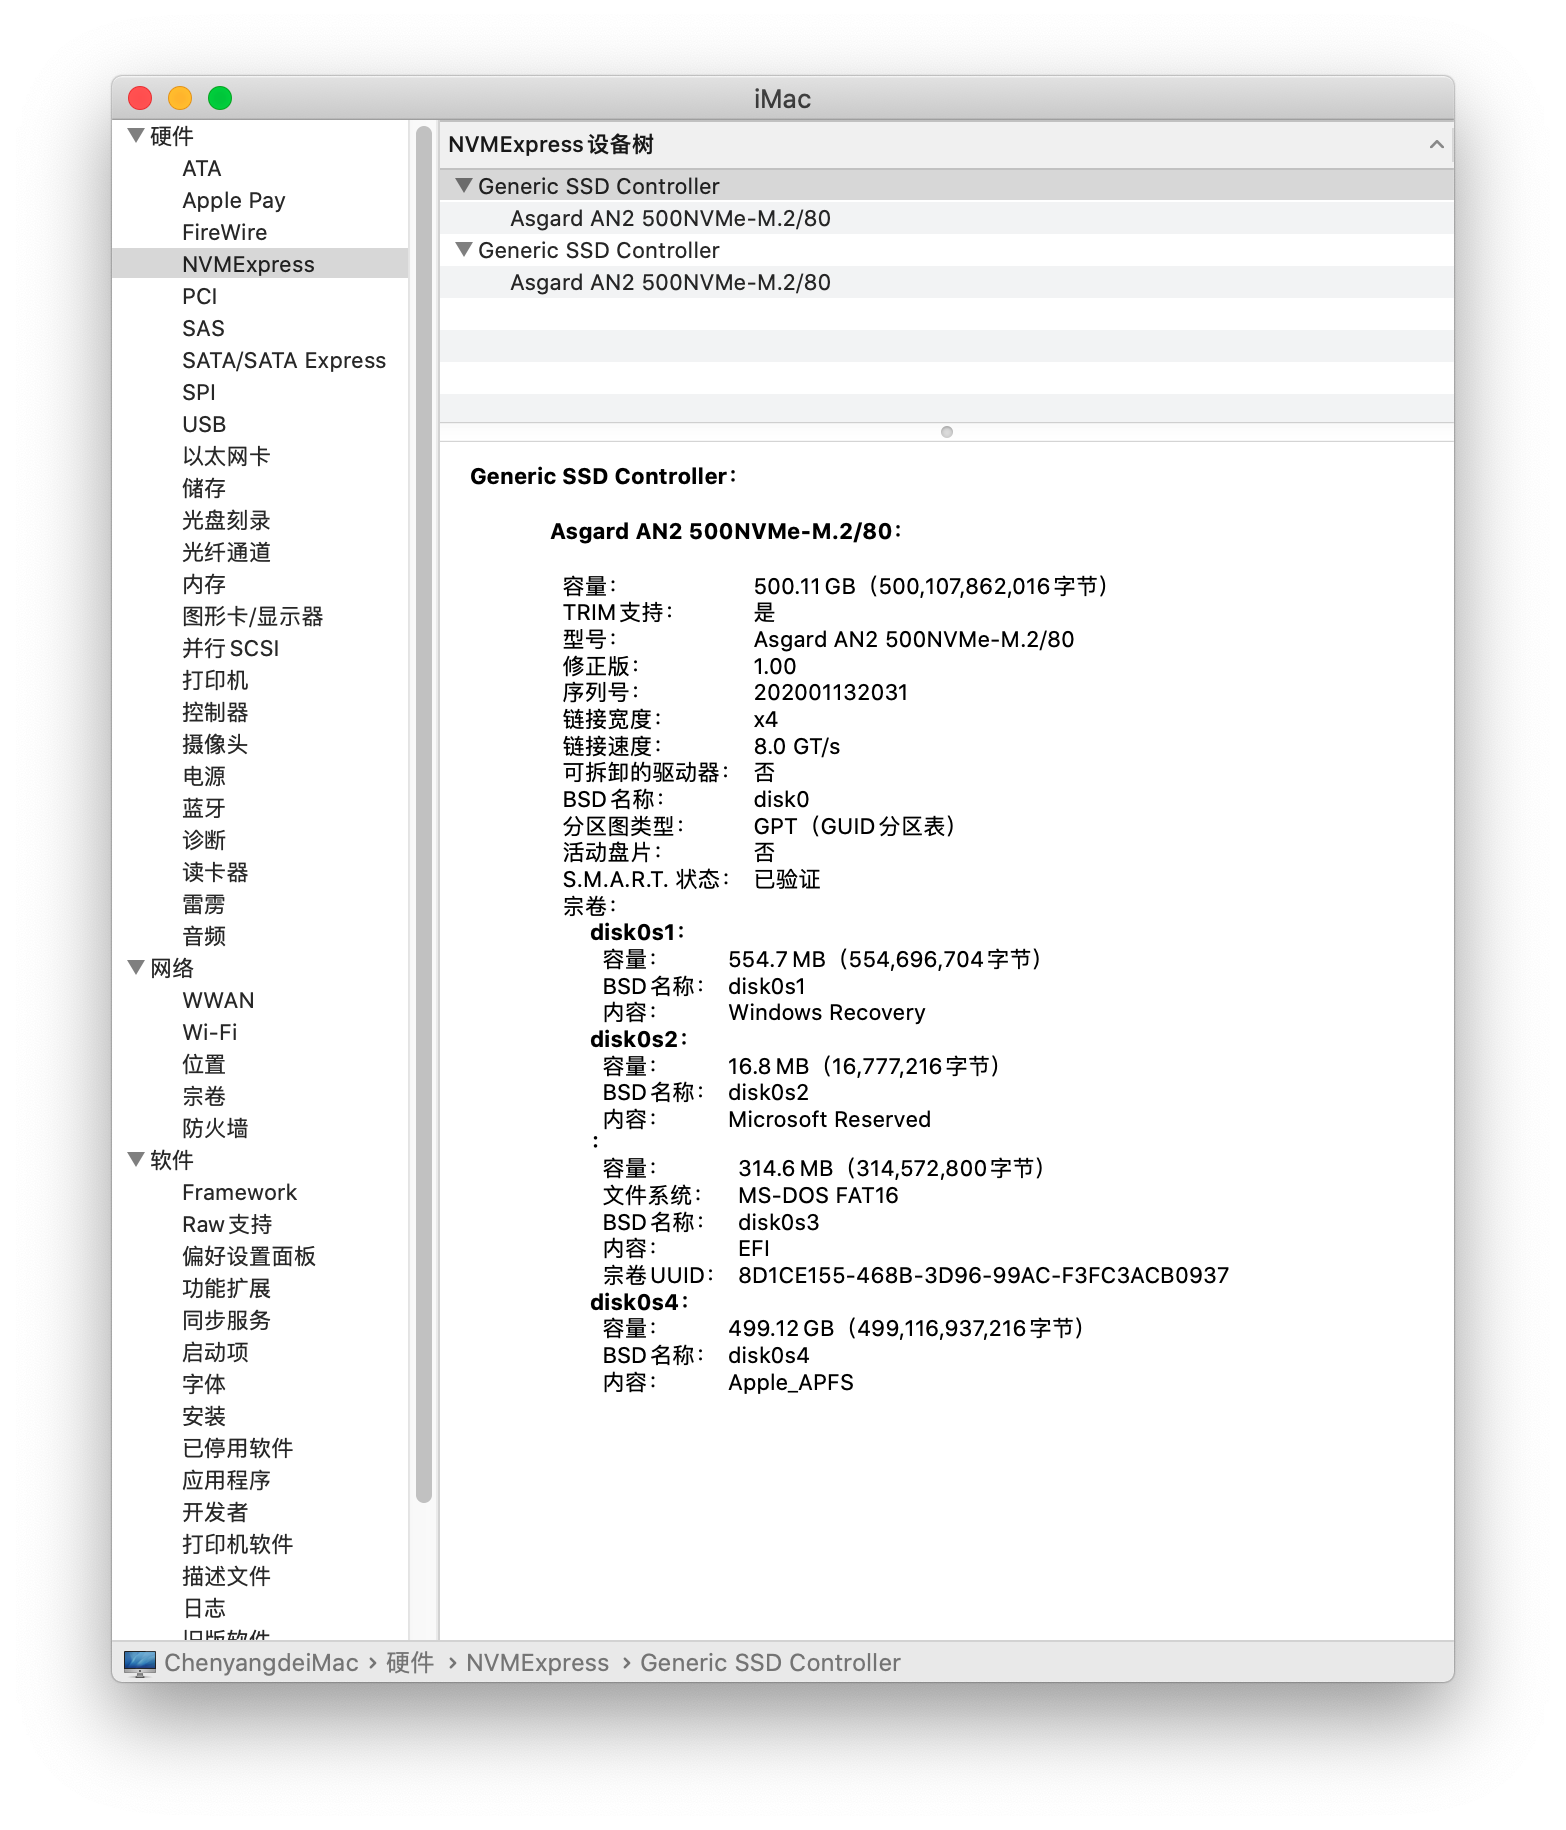 iMac
硬件
ATA
Apple Pay
FireWire
NVMExpress
PCI
SAS
SATA/SATA Express
SPI
USB
以太网卡
储存
光盘刻录
光纤通道
内存
图形卡/显示器
并行 SCSI
打印机
控制器
摄像头
电源
蓝牙
诊断
读卡器
雷雳
音频
网络
WWAN
Wi-Fi
位置
宗卷
防火墙
软件
Framework
Raw 支持
偏好设置面板
功能扩展
同步服务
启动项
字体
安装
已停用软件
应用程序
开发者
打印机软件
描述文件
日志
旧版软件
NVMExpress 设备树
Generic SSD Controller
Asgard AN2 500NVMe-M.2/80
Generic SSD Controller
Asgard AN2 500NVMe-M.2/80
Generic SSD Controller：
Asgard AN2 500NVMe-M.2/80：
容量： 500.11 GB（500,107,862,016 字节）
TRIM 支持： 是
型号： Asgard AN2 500NVMe-M.2/80
修正版： 1.00
序列号： 202001132031
链接宽度： x4
链接速度： 8.0 GT/s
可拆卸的驱动器： 否
BSD 名称： disk0
分区图类型： GPT（GUID 分区表）
活动盘片： 否
S.M.A.R.T. 状态： 已验证
宗卷：
disk0s1：
容量： 554.7 MB（554,696,704 字节）
BSD 名称： disk0s1
内容： Windows Recovery
disk0s2：
容量： 16.8 MB（16,777,216 字节）
BSD 名称： disk0s2
内容： Microsoft Reserved
：
容量： 314.6 MB（314,572,800 字节）
文件系统： MS-DOS FAT16
BSD 名称： disk0s3
内容： EFI
宗卷 UUID： 8D1CE155-468B-3D96-99AC-F3FC3ACB0937
disk0s4：
容量： 499.12 GB（499,116,937,216 字节）
BSD 名称： disk0s4
内容： Apple_APFS
ChenyangdeiMac › 硬件 › NVMExpress › Generic SSD Controller